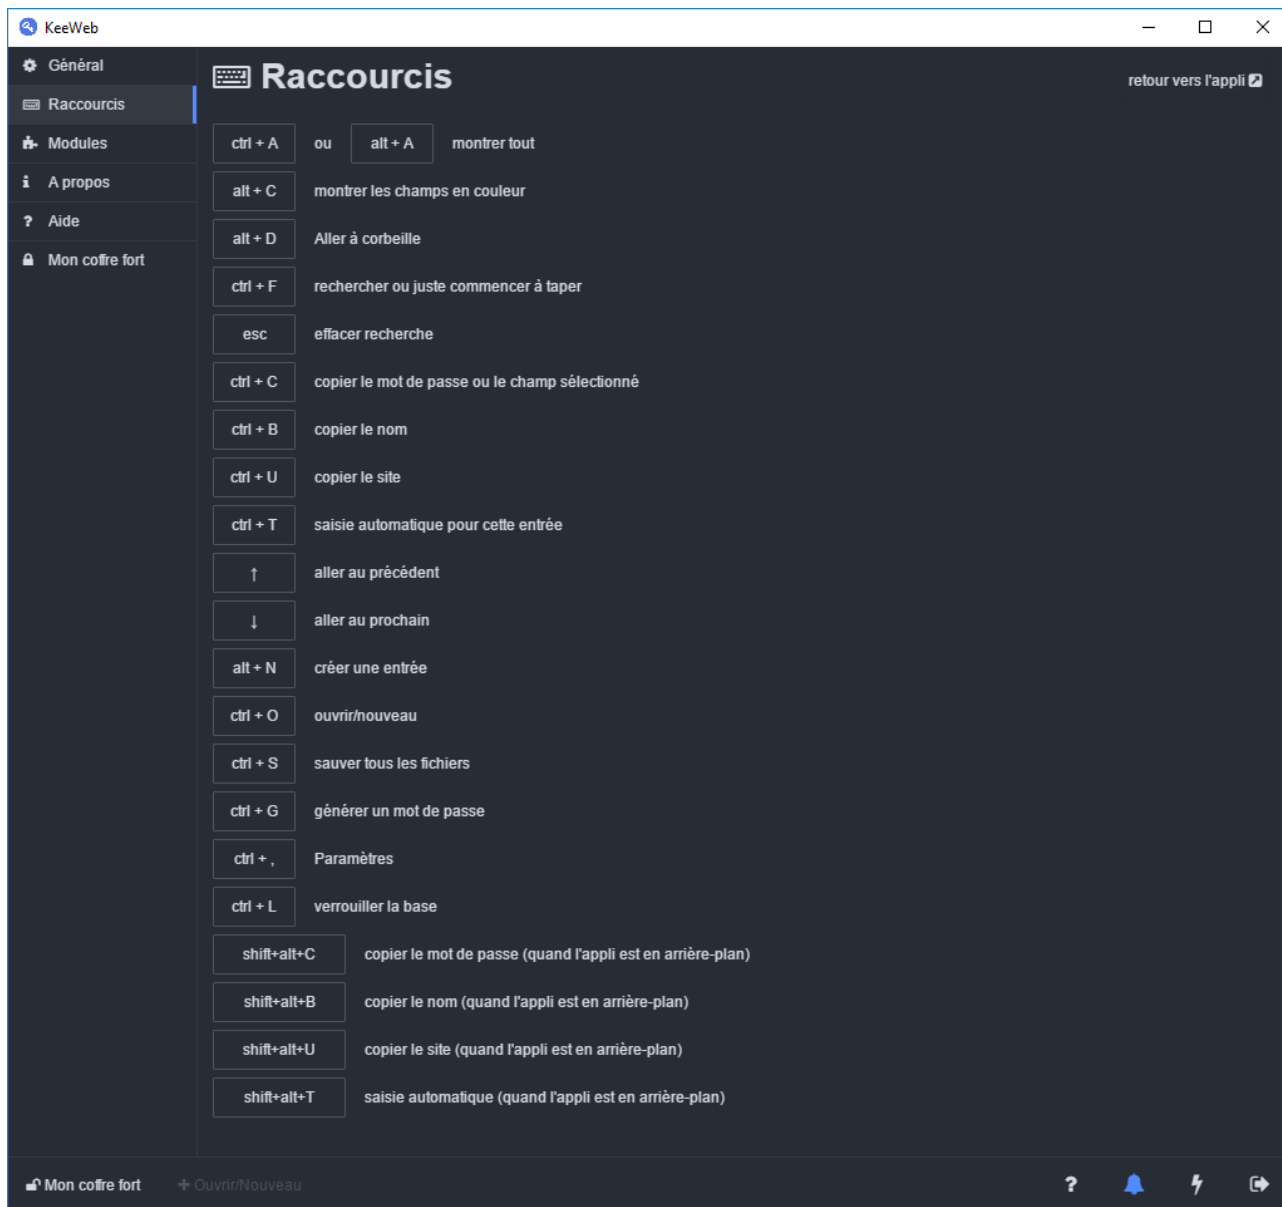 KeeWeb
Général
Raccourcis
Modules
A propos
Aide
Mon coffre fort
Raccourcis
retour vers l'appli
ctrl + A ou alt + A montrer tout
alt + C montrer les champs en couleur
alt + D Aller à corbeille
ctrl + F rechercher ou juste commencer à taper
esc effacer recherche
ctrl + C copier le mot de passe ou le champ sélectionné
ctrl + B copier le nom
ctrl + U copier le site
ctrl + T saisie automatique pour cette entrée
↑ aller au précédent
↓ aller au prochain
alt + N créer une entrée
ctrl + O ouvrir/nouveau
ctrl + S sauver tous les fichiers
ctrl + G générer un mot de passe
ctrl + , Paramètres
ctrl + L verrouiller la base
shift+alt+C copier le mot de passe (quand l'appli est en arrière-plan)
shift+alt+B copier le nom (quand l'appli est en arrière-plan)
shift+alt+U copier le site (quand l'appli est en arrière-plan)
shift+alt+T saisie automatique (quand l'appli est en arrière-plan)
Mon coffre fort + Ouvrir/Nouveau ?